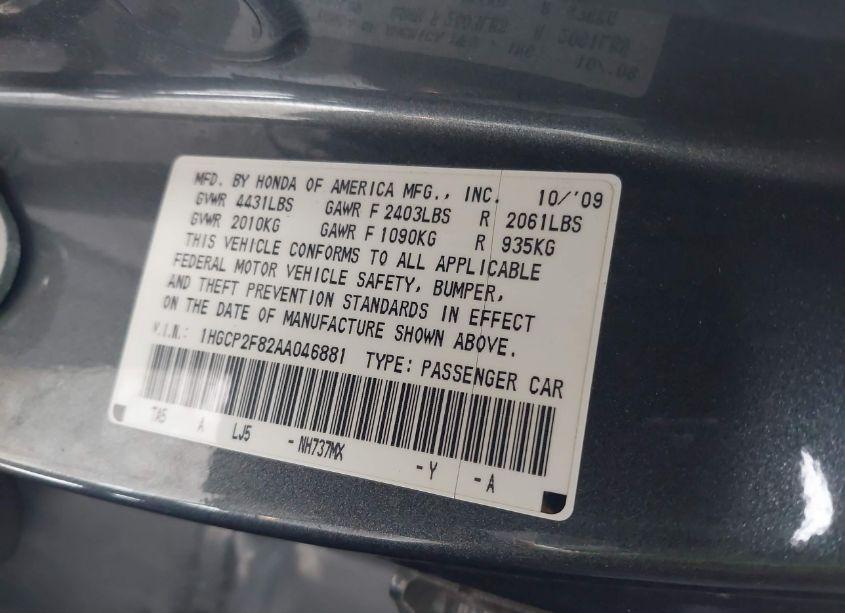 MFD. BY HONDA OF AMERICA MFG., INC. 10/'09
GVWR 4431LBS GAWR F 2403LBS R 2061LBS
GVWR 2010KG GAWR F 1090KG R 935KG
THIS VEHICLE CONFORMS TO ALL APPLICABLE
FEDERAL MOTOR VEHICLE SAFETY, BUMPER,
AND THEFT PREVENTION STANDARDS IN EFFECT
ON THE DATE OF MANUFACTURE SHOWN ABOVE.
V.I.N.: 1HGCP2F82AA046881 TYPE: PASSENGER CAR
TA5 A LJ5 -NH737MX -Y -A